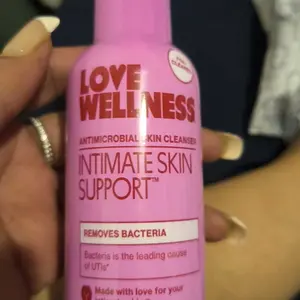 LOVE
WELLNESS
ANTIMICROBIAL SKIN CLEANSER
INTIMATE SKIN
SUPPORT™
REMOVES BACTERIA
Bacteria is the leading cause
of UTIs*
Made with love for your